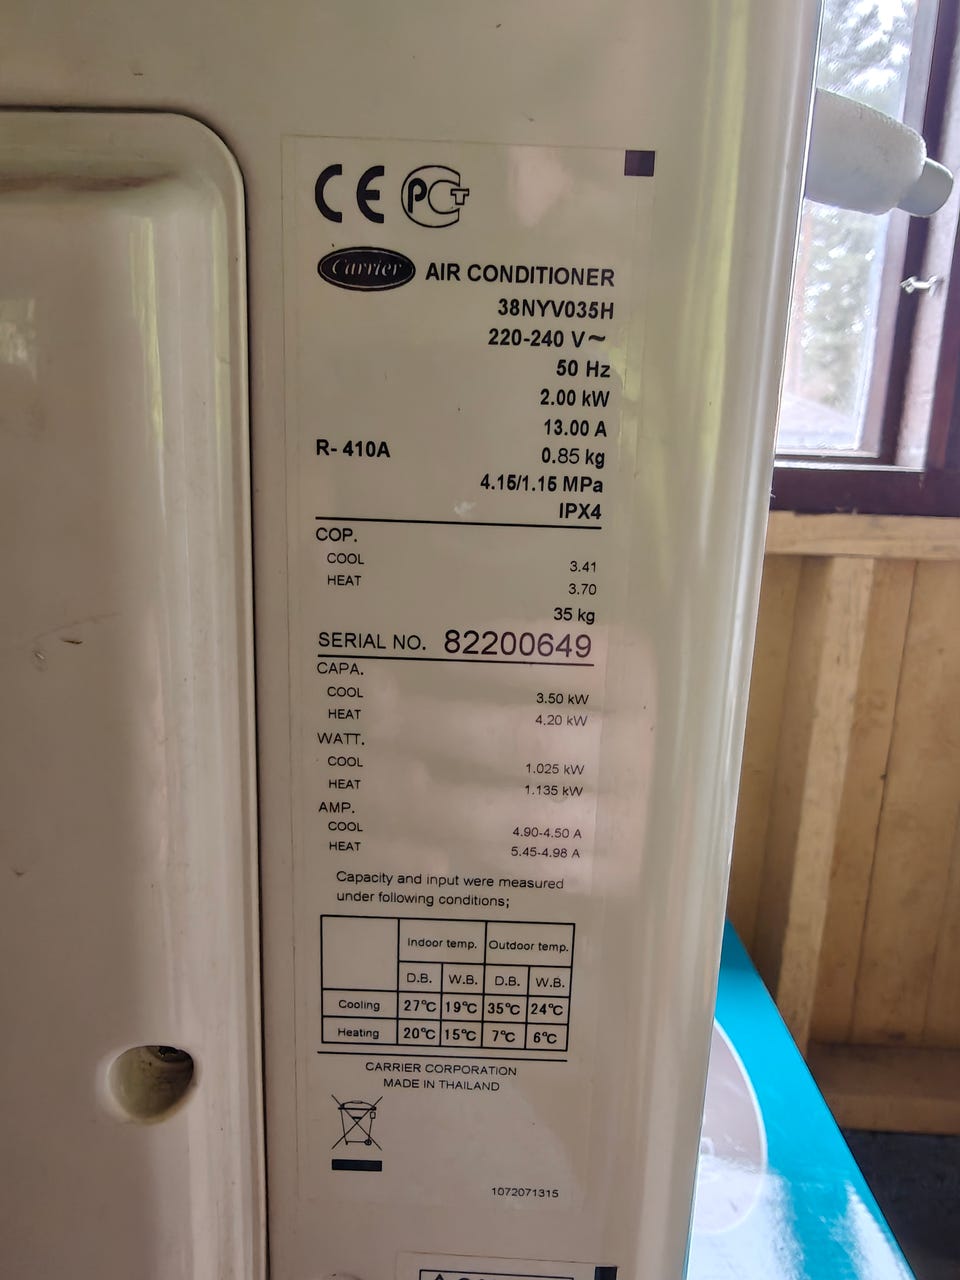 CE PCT
Carrier AIR CONDITIONER
38NYV035H
220-240 V~
50 Hz
2.00 kW
13.00 A
R-410A 0.85 kg
4.15/1.15 MPa
IPX4
COP.
COOL 3.41
HEAT 3.70
35 kg
SERIAL NO. 82200649
CAPA.
COOL 3.50 kW
HEAT 4.20 kW
WATT.
COOL 1.025 kW
HEAT 1.135 kW
AMP.
COOL 4.90-4.50 A
HEAT 5.45-4.98 A
Capacity and input were measured
under following conditions;
Indoor temp. Outdoor temp.
D.B. W.B. D.B. W.B.
Cooling 27°C 19°C 35°C 24°C
Heating 20°C 15°C 7°C 6°C
CARRIER CORPORATION
MADE IN THAILAND
1072071315